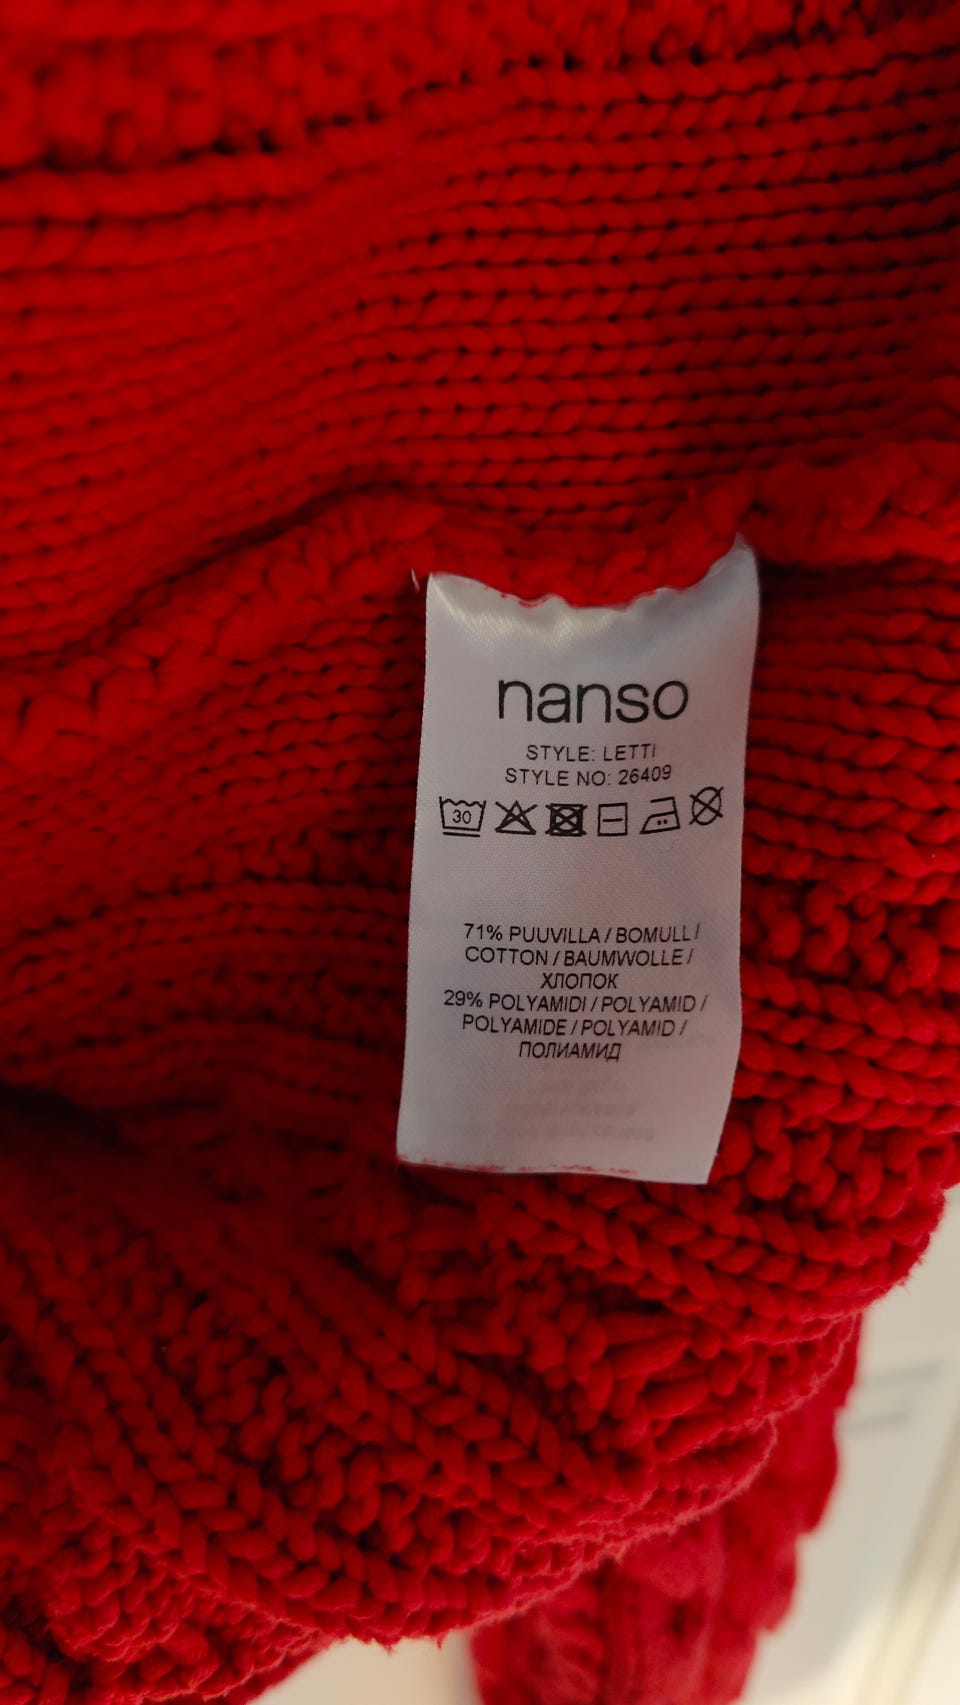 nanso
STYLE: LETTI
STYLE NO: 26409
30
71% PUUVILLA / BOMULL /
COTTON / BAUMWOLLE /
ХЛОПОК
29% POLYAMIDI / POLYAMID /
POLYAMIDE / POLYAMID /
ПОЛИАМИД